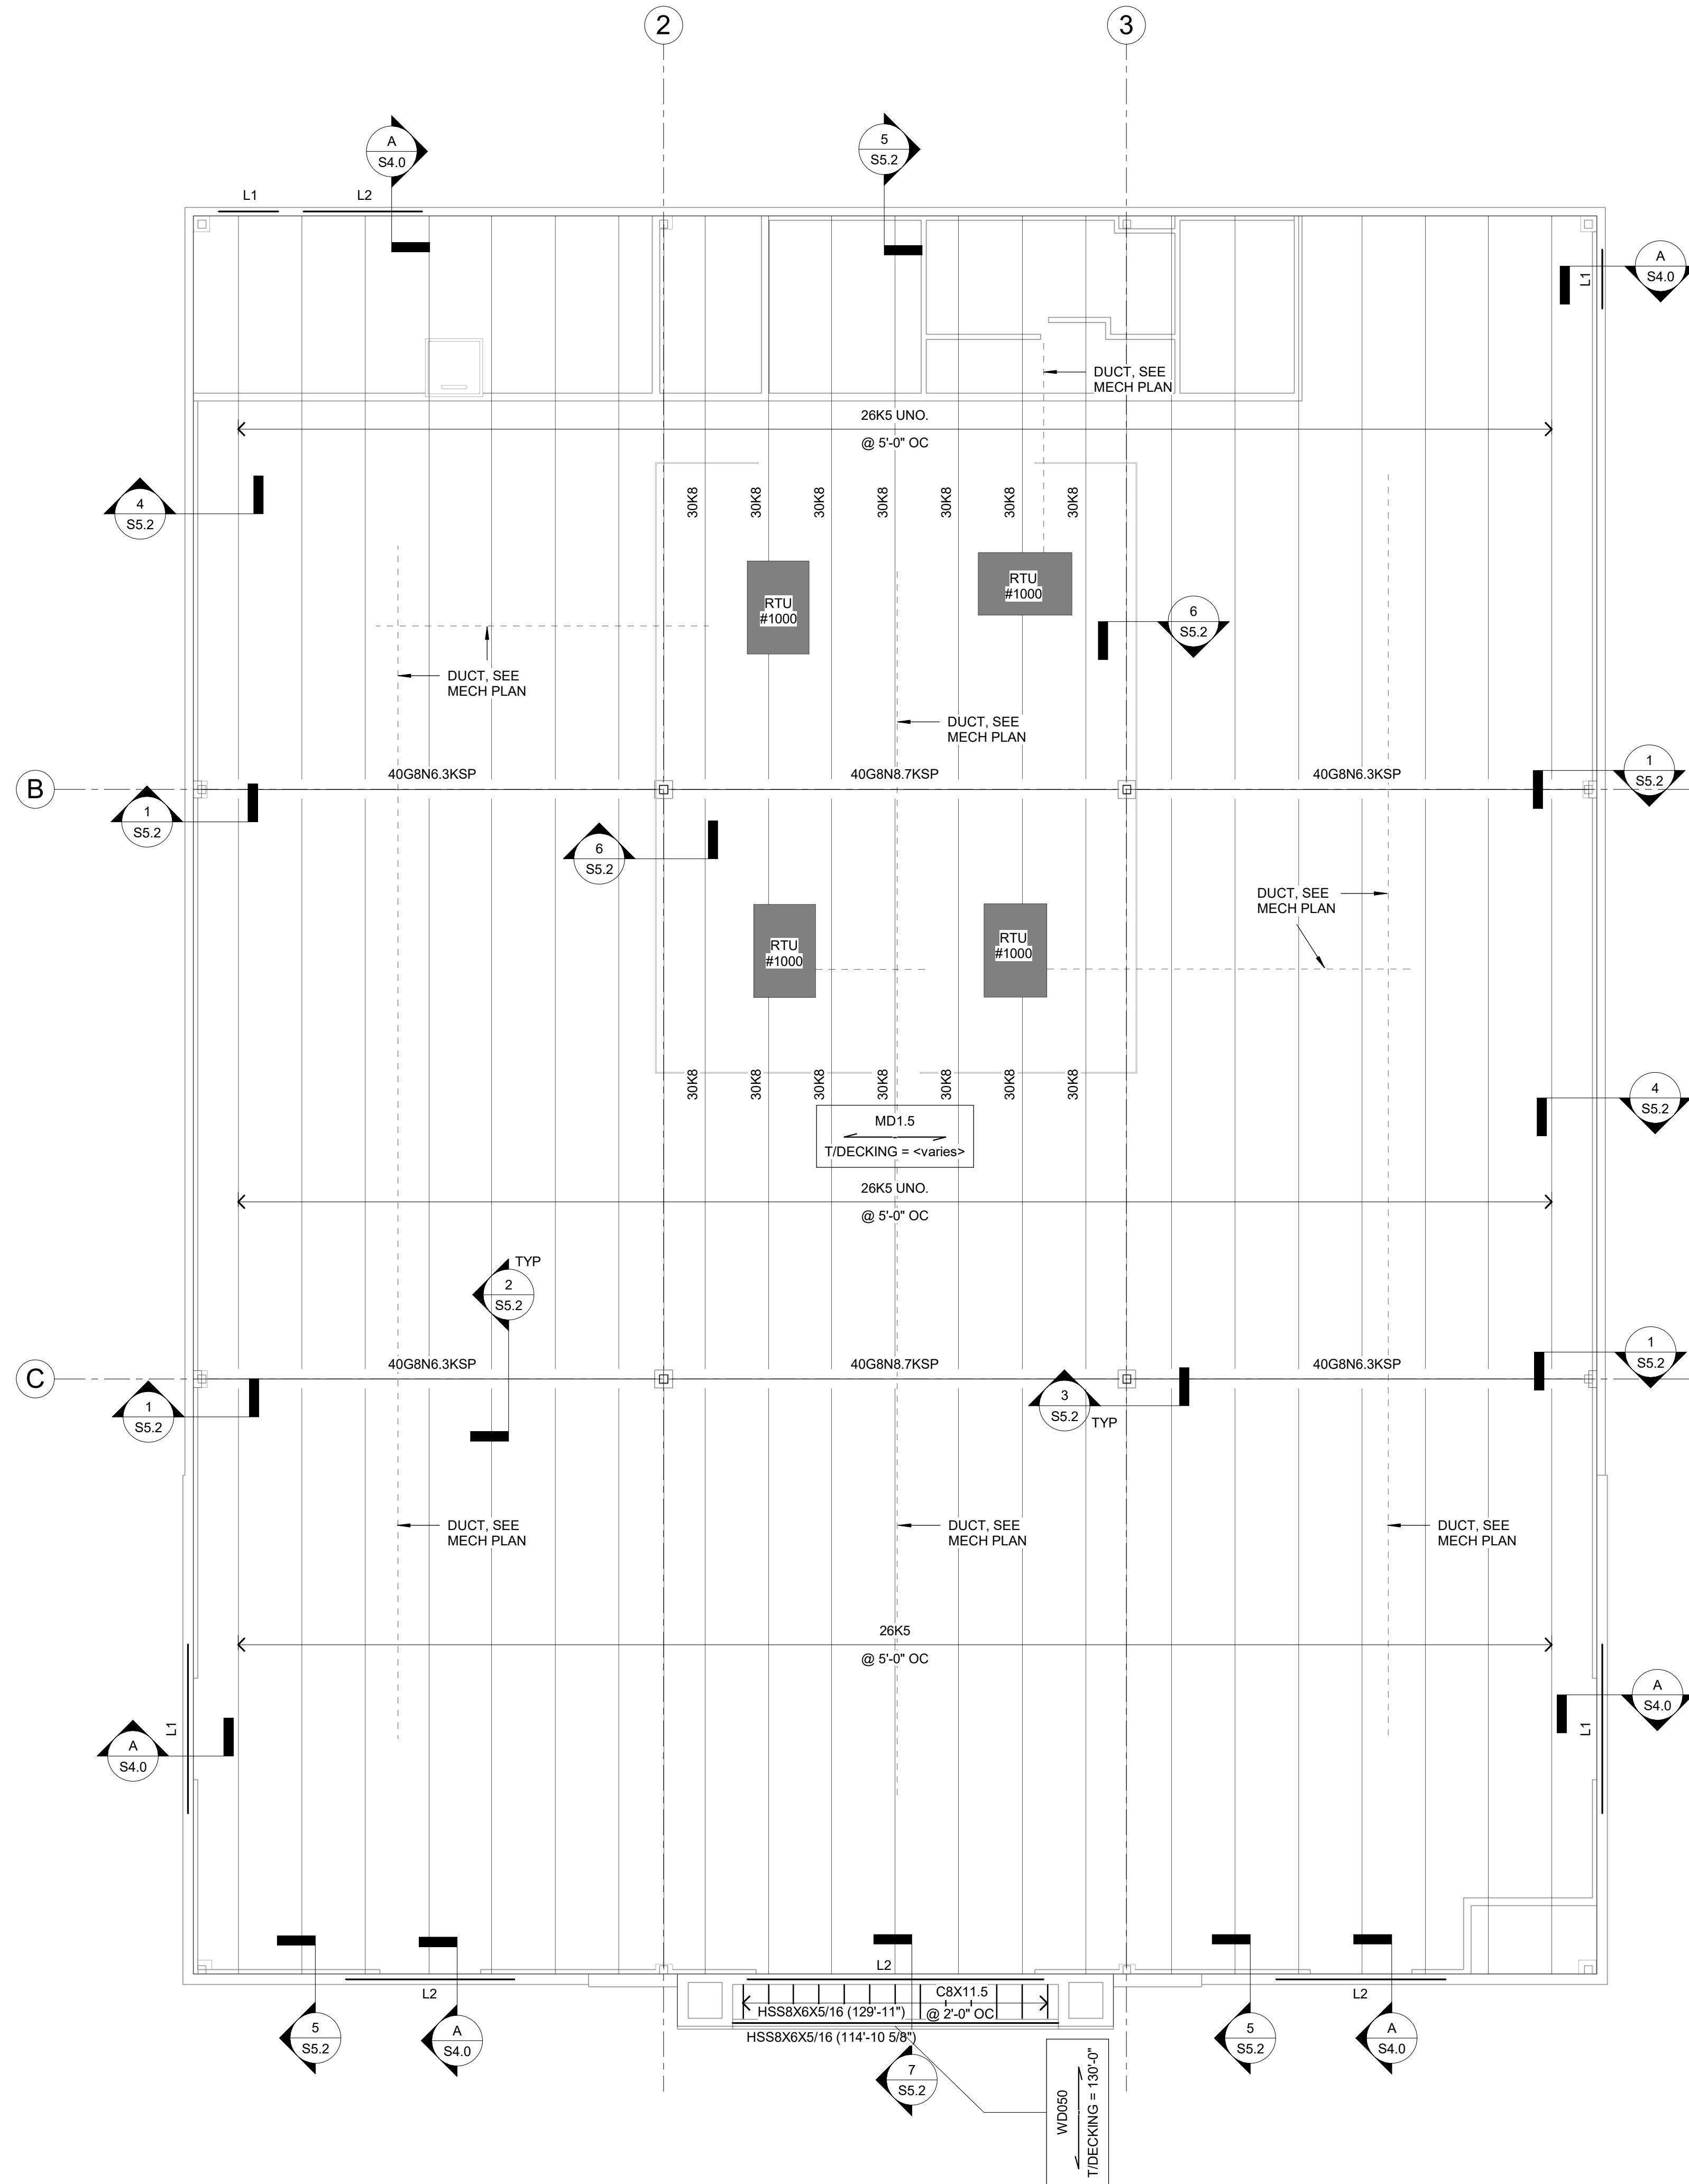 2
3
A
S4.0
5
S5.2
L1
L2
A
S4.0
L1
DUCT, SEE
MECH PLAN
26K5 UNO.
@ 5'-0" OC
4
S5.2
30K8
30K8
30K8
30K8
30K8
30K8
30K8
RTU
#1000
RTU
#1000
6
S5.2
DUCT, SEE
MECH PLAN
DUCT, SEE
MECH PLAN
B
40G8N6.3KSP
40G8N8.7KSP
40G8N6.3KSP
1
S5.2
1
S5.2
6
S5.2
DUCT, SEE
MECH PLAN
RTU
#1000
RTU
#1000
30K8
30K8
30K8
30K8
30K8
30K8
30K8
4
S5.2
MD1.5
T/DECKING = <varies>
26K5 UNO.
@ 5'-0" OC
TYP
2
S5.2
C
40G8N6.3KSP
40G8N8.7KSP
40G8N6.3KSP
1
S5.2
1
S5.2
3
S5.2
TYP
DUCT, SEE
MECH PLAN
DUCT, SEE
MECH PLAN
DUCT, SEE
MECH PLAN
26K5
@ 5'-0" OC
L1
A
S4.0
L1
A
S4.0
L2
L2
L2
C8X11.5
@ 2'-0" OC
HSS8X6X5/16 (129'-11")
HSS8X6X5/16 (114'-10 5/8")
5
S5.2
A
S4.0
7
S5.2
5
S5.2
A
S4.0
WD050
T/DECKING = 130'-0"